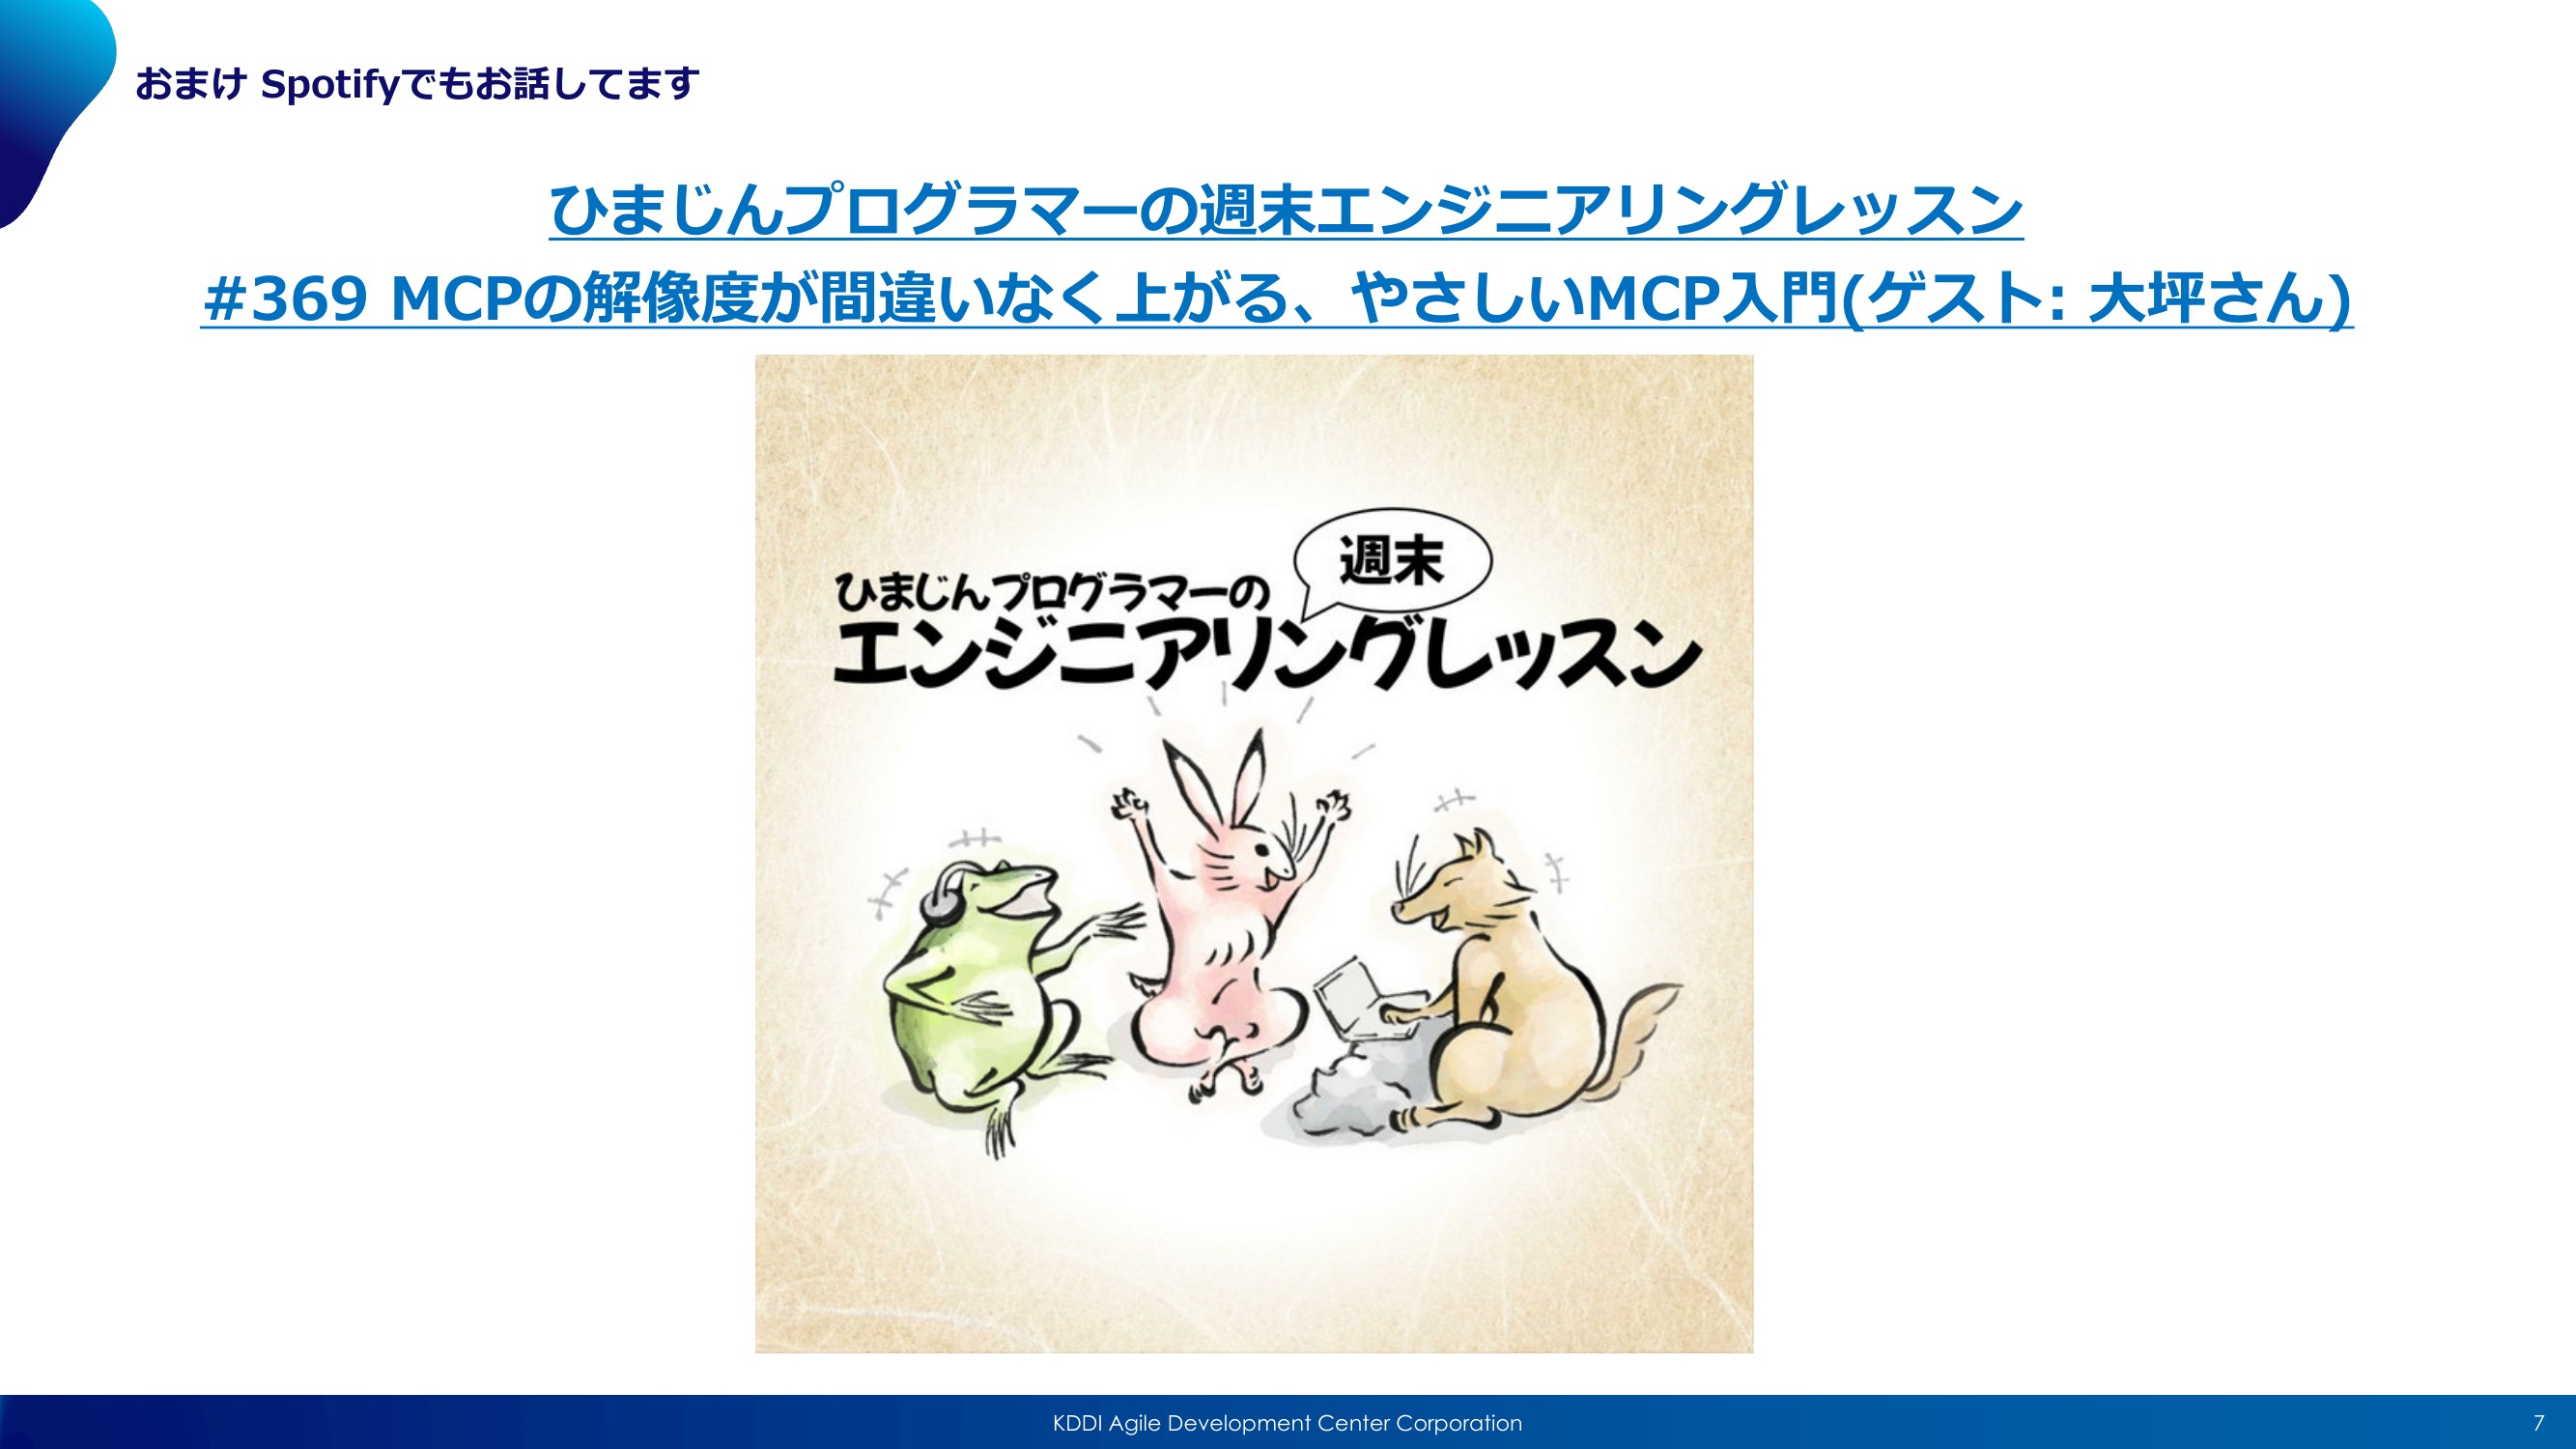 おまけ Spotifyでもお話してます
ひまじんプログラマーの週末エンジニアリングレッスン
#369 MCPの解像度が間違いなく上がる、やさしいMCP入門(ゲスト: 大坪さん)
週末
ひまじんプログラマーの
エンジニアリングレッスン
KDDI Agile Development Center Corporation
7